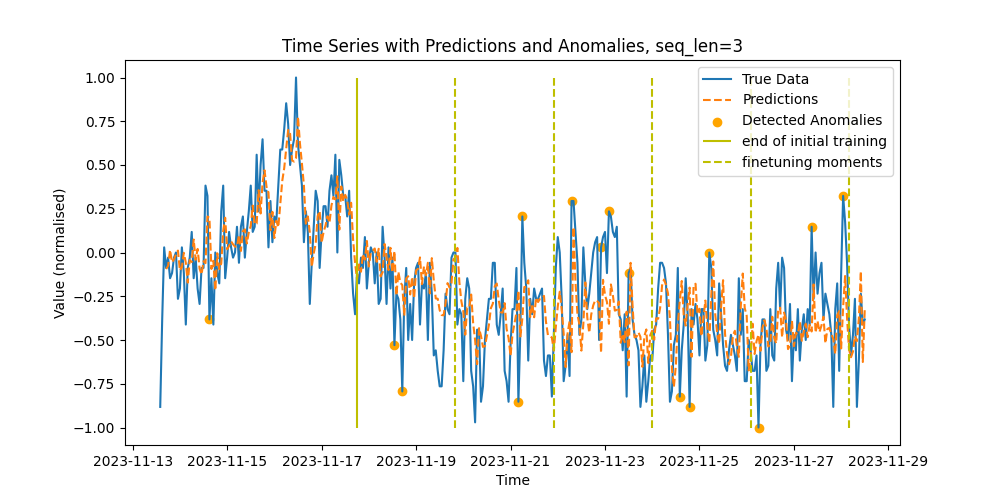 Time Series with Predictions and Anomalies, seq_len=3
True Data
Predictions
Detected Anomalies
end of initial training
finetuning moments
Value (normalised)
1.00
0.75
0.50
0.25
0.00
−0.25
−0.50
−0.75
−1.00
2023-11-13 2023-11-15 2023-11-17 2023-11-19 2023-11-21 2023-11-23 2023-11-25 2023-11-27 2023-11-29
Time